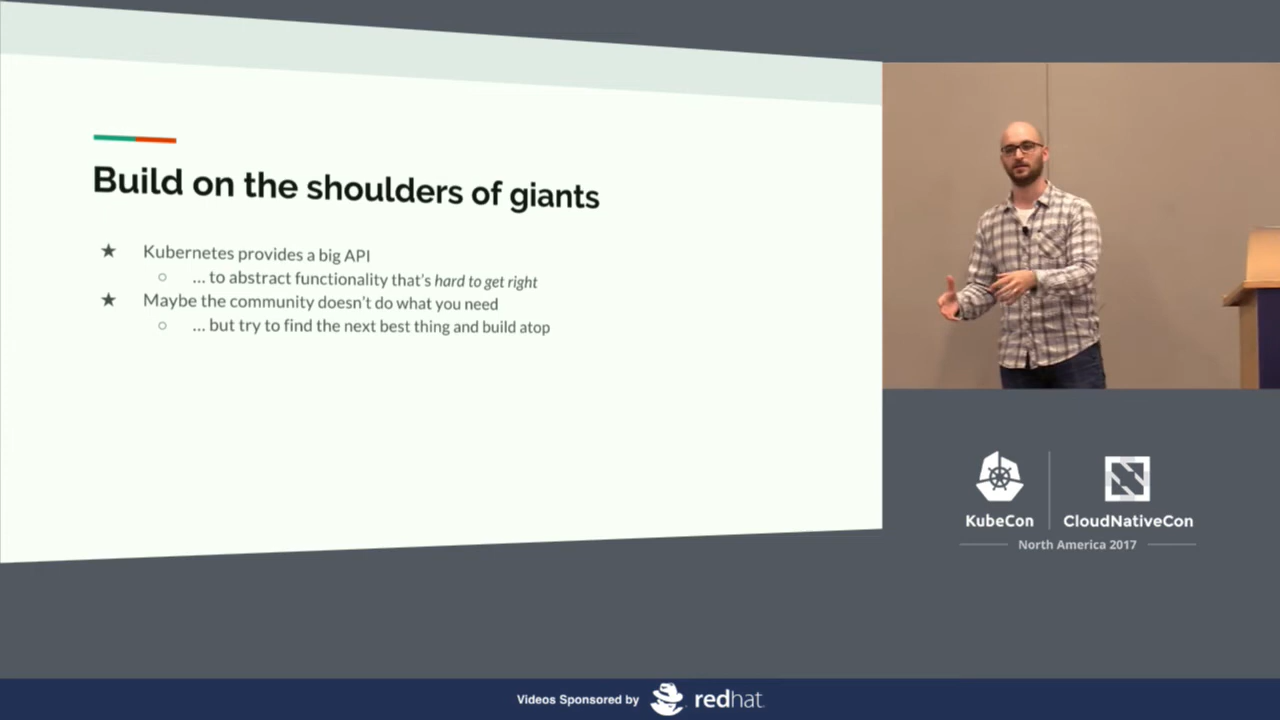 Build on the shoulders of giants
★ Kubernetes provides a big API
○ ... to abstract functionality that's hard to get right
★ Maybe the community doesn't do what you need
○ ... but try to find the next best thing and build atop
KubeCon
CloudNativeCon
North America 2017
Videos Sponsored by
redhat